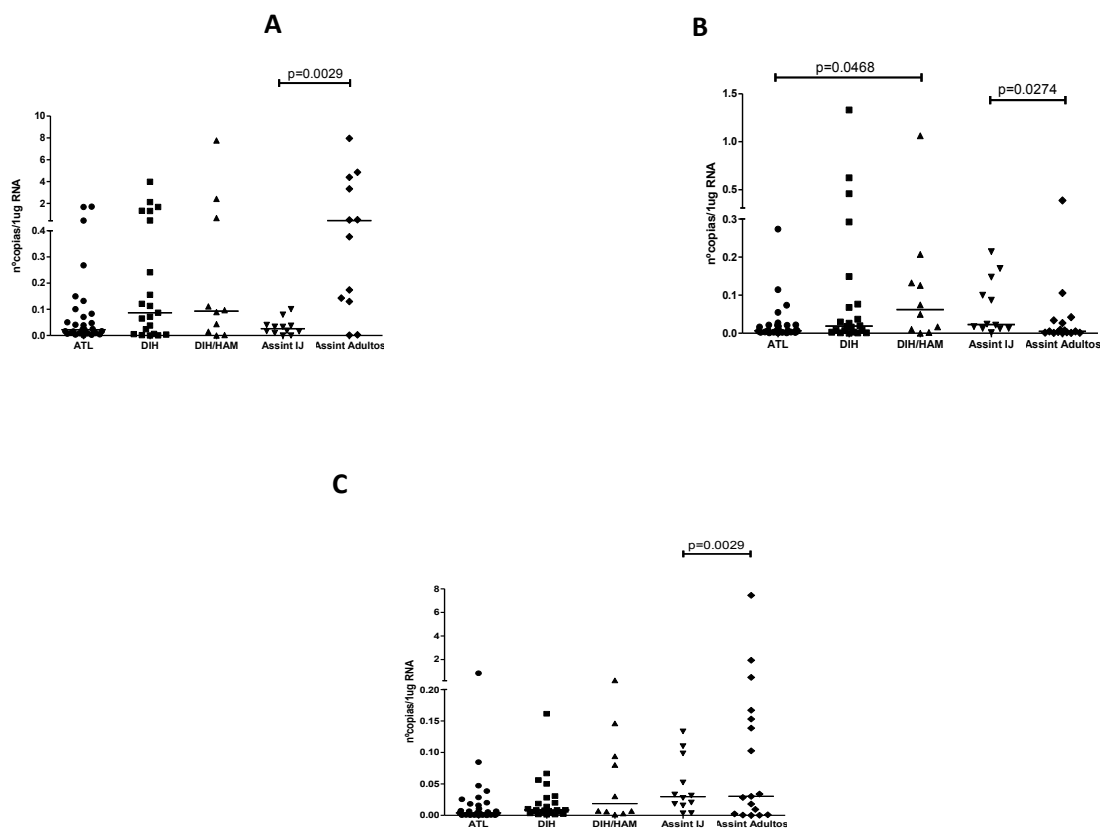 A
p=0.0029
10
8
6
4
2
0.4
0.3
0.2
0.1
0.0
nºcopias/1ug RNA
ATL DIH DIH/HAM Assint IJ Assint Adultos
B
p=0.0468
p=0.0274
1.5
1.0
0.5
0.3
0.2
0.1
0.0
nºcopias/1ug RNA
ATL DIH DIH/HAM Assint IJ Assint Adultos
C
p=0.0029
8
6
4
2
0.20
0.15
0.10
0.05
0.00
nºcopias/1ug RNA
ATL DIH DIH/HAM Assint IJ Assint Adultos